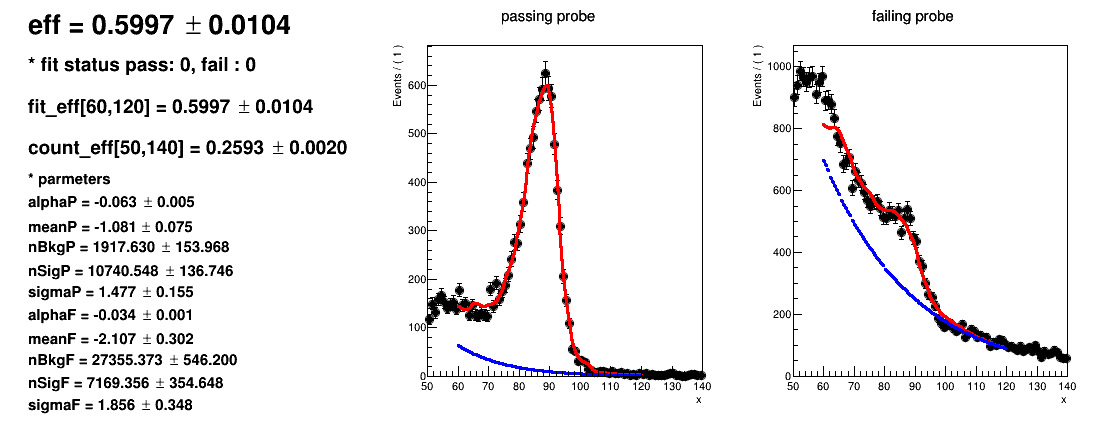 eff = 0.5997 ± 0.0104
* fit status pass: 0, fail : 0
fit_eff[60,120] = 0.5997 ± 0.0104
count_eff[50,140] = 0.2593 ± 0.0020
* parmeters
alphaP = -0.063 ± 0.005
meanP = -1.081 ± 0.075
nBkgP = 1917.630 ± 153.968
nSigP = 10740.548 ± 136.746
sigmaP = 1.477 ± 0.155
alphaF = -0.034 ± 0.001
meanF = -2.107 ± 0.302
nBkgF = 27355.373 ± 546.200
nSigF = 7169.356 ± 354.648
sigmaF = 1.856 ± 0.348
passing probe
Events / ( 1 )
600
500
400
300
200
100
0
50 60 70 80 90 100 110 120 130 140
x
failing probe
Events / ( 1 )
1000
800
600
400
200
0
50 60 70 80 90 100 110 120 130 140
x